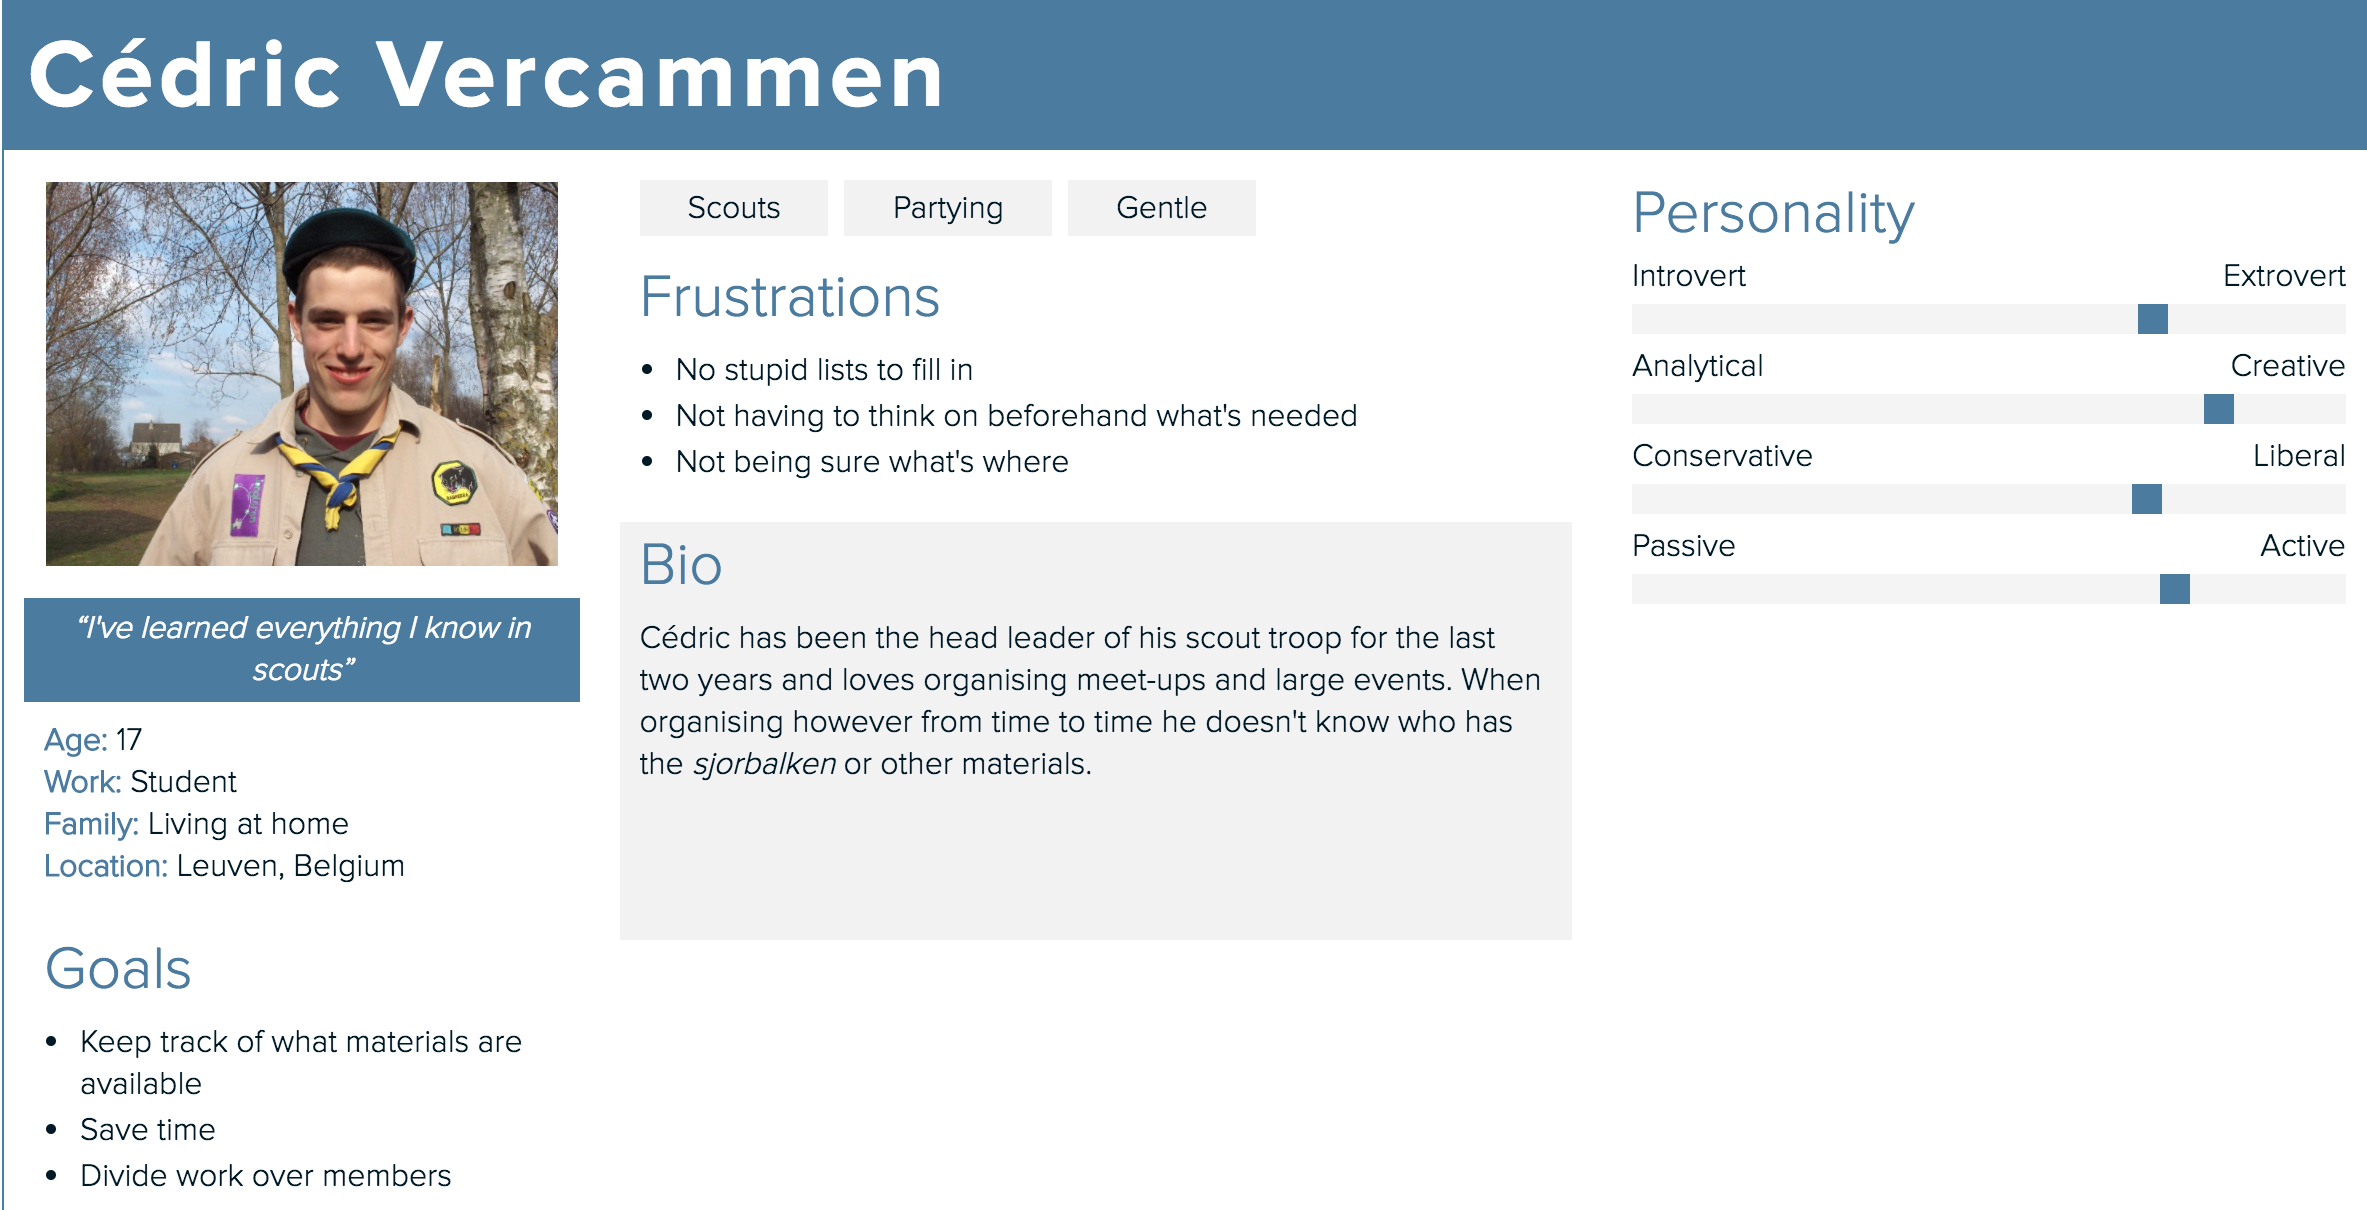 Cédric Vercammen
“I've learned everything I know in
scouts”
Age: 17
Work: Student
Family: Living at home
Location: Leuven, Belgium
Goals
• Keep track of what materials are
available
• Save time
• Divide work over members
Scouts
Partying
Gentle
Frustrations
• No stupid lists to fill in
• Not having to think on beforehand what's needed
• Not being sure what's where
Bio
Cédric has been the head leader of his scout troop for the last
two years and loves organising meet-ups and large events. When
organising however from time to time he doesn't know who has
the sjorbalken or other materials.
Personality
Introvert Extrovert
Analytical Creative
Conservative Liberal
Passive Active